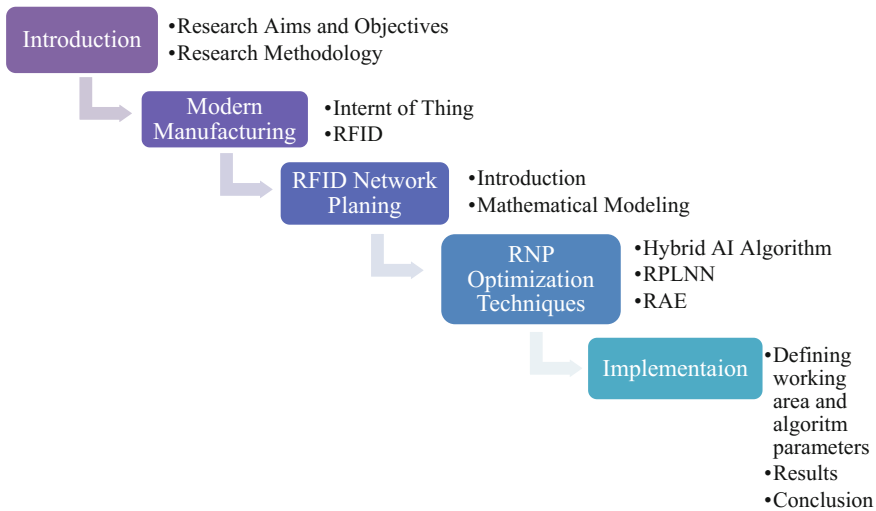 Introduction
•Research Aims and Objectives
•Research Methodology
Modern
Manufacturing
•Internt of Thing
•RFID
RFID Network
Planing
•Introduction
•Mathematical Modeling
RNP
Optimization
Techniques
•Hybrid AI Algorithm
•RPLNN
•RAE
Implementaion
•Defining
working
area and
algoritm
parameters
•Results
•Conclusion